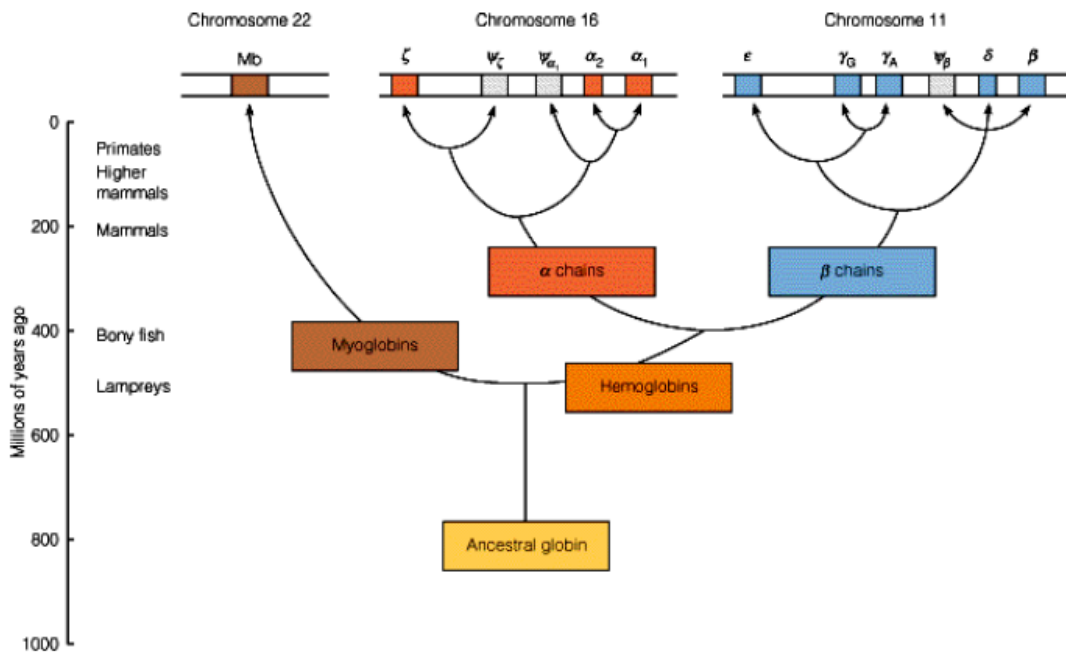 Chromosome 22 Chromosome 16 Chromosome 11
Mb ζ ψζ ψα₁ α₂ α₁ ε γG γA ψβ δ β
0
Primates
Higher
mammals
200
Mammals
α chains β chains
400
Bony fish
Myoglobins
Lampreys
Hemoglobins
600
Millions of years ago
800
Ancestral globin
1000